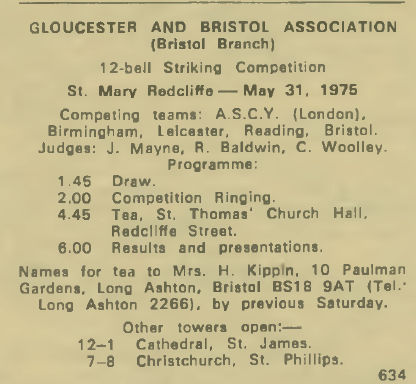 GLOUCESTER AND BRISTOL ASSOCIATION
(Bristol Branch)
12-bell Striking Competition
St. Mary Redcliffe — May 31, 1975
Competing teams: A.S.C.Y. (London),
Birmingham, Leicester, Reading, Bristol.
Judges: J. Mayne, R. Baldwin, C. Woolley.
Programme:
1.45 Draw.
2.00 Competition Ringing.
4.45 Tea, St. Thomas' Church Hall,
Redcliffe Street.
6.00 Results and presentations.
Names for tea to Mrs. H. Kippin, 10 Paulman
Gardens, Long Ashton, Bristol BS18 9AT (Tel.
Long Ashton 2266), by previous Saturday.
Other towers open:—
12–1 Cathedral, St. James.
7–8 Christchurch, St. Phillips.
634